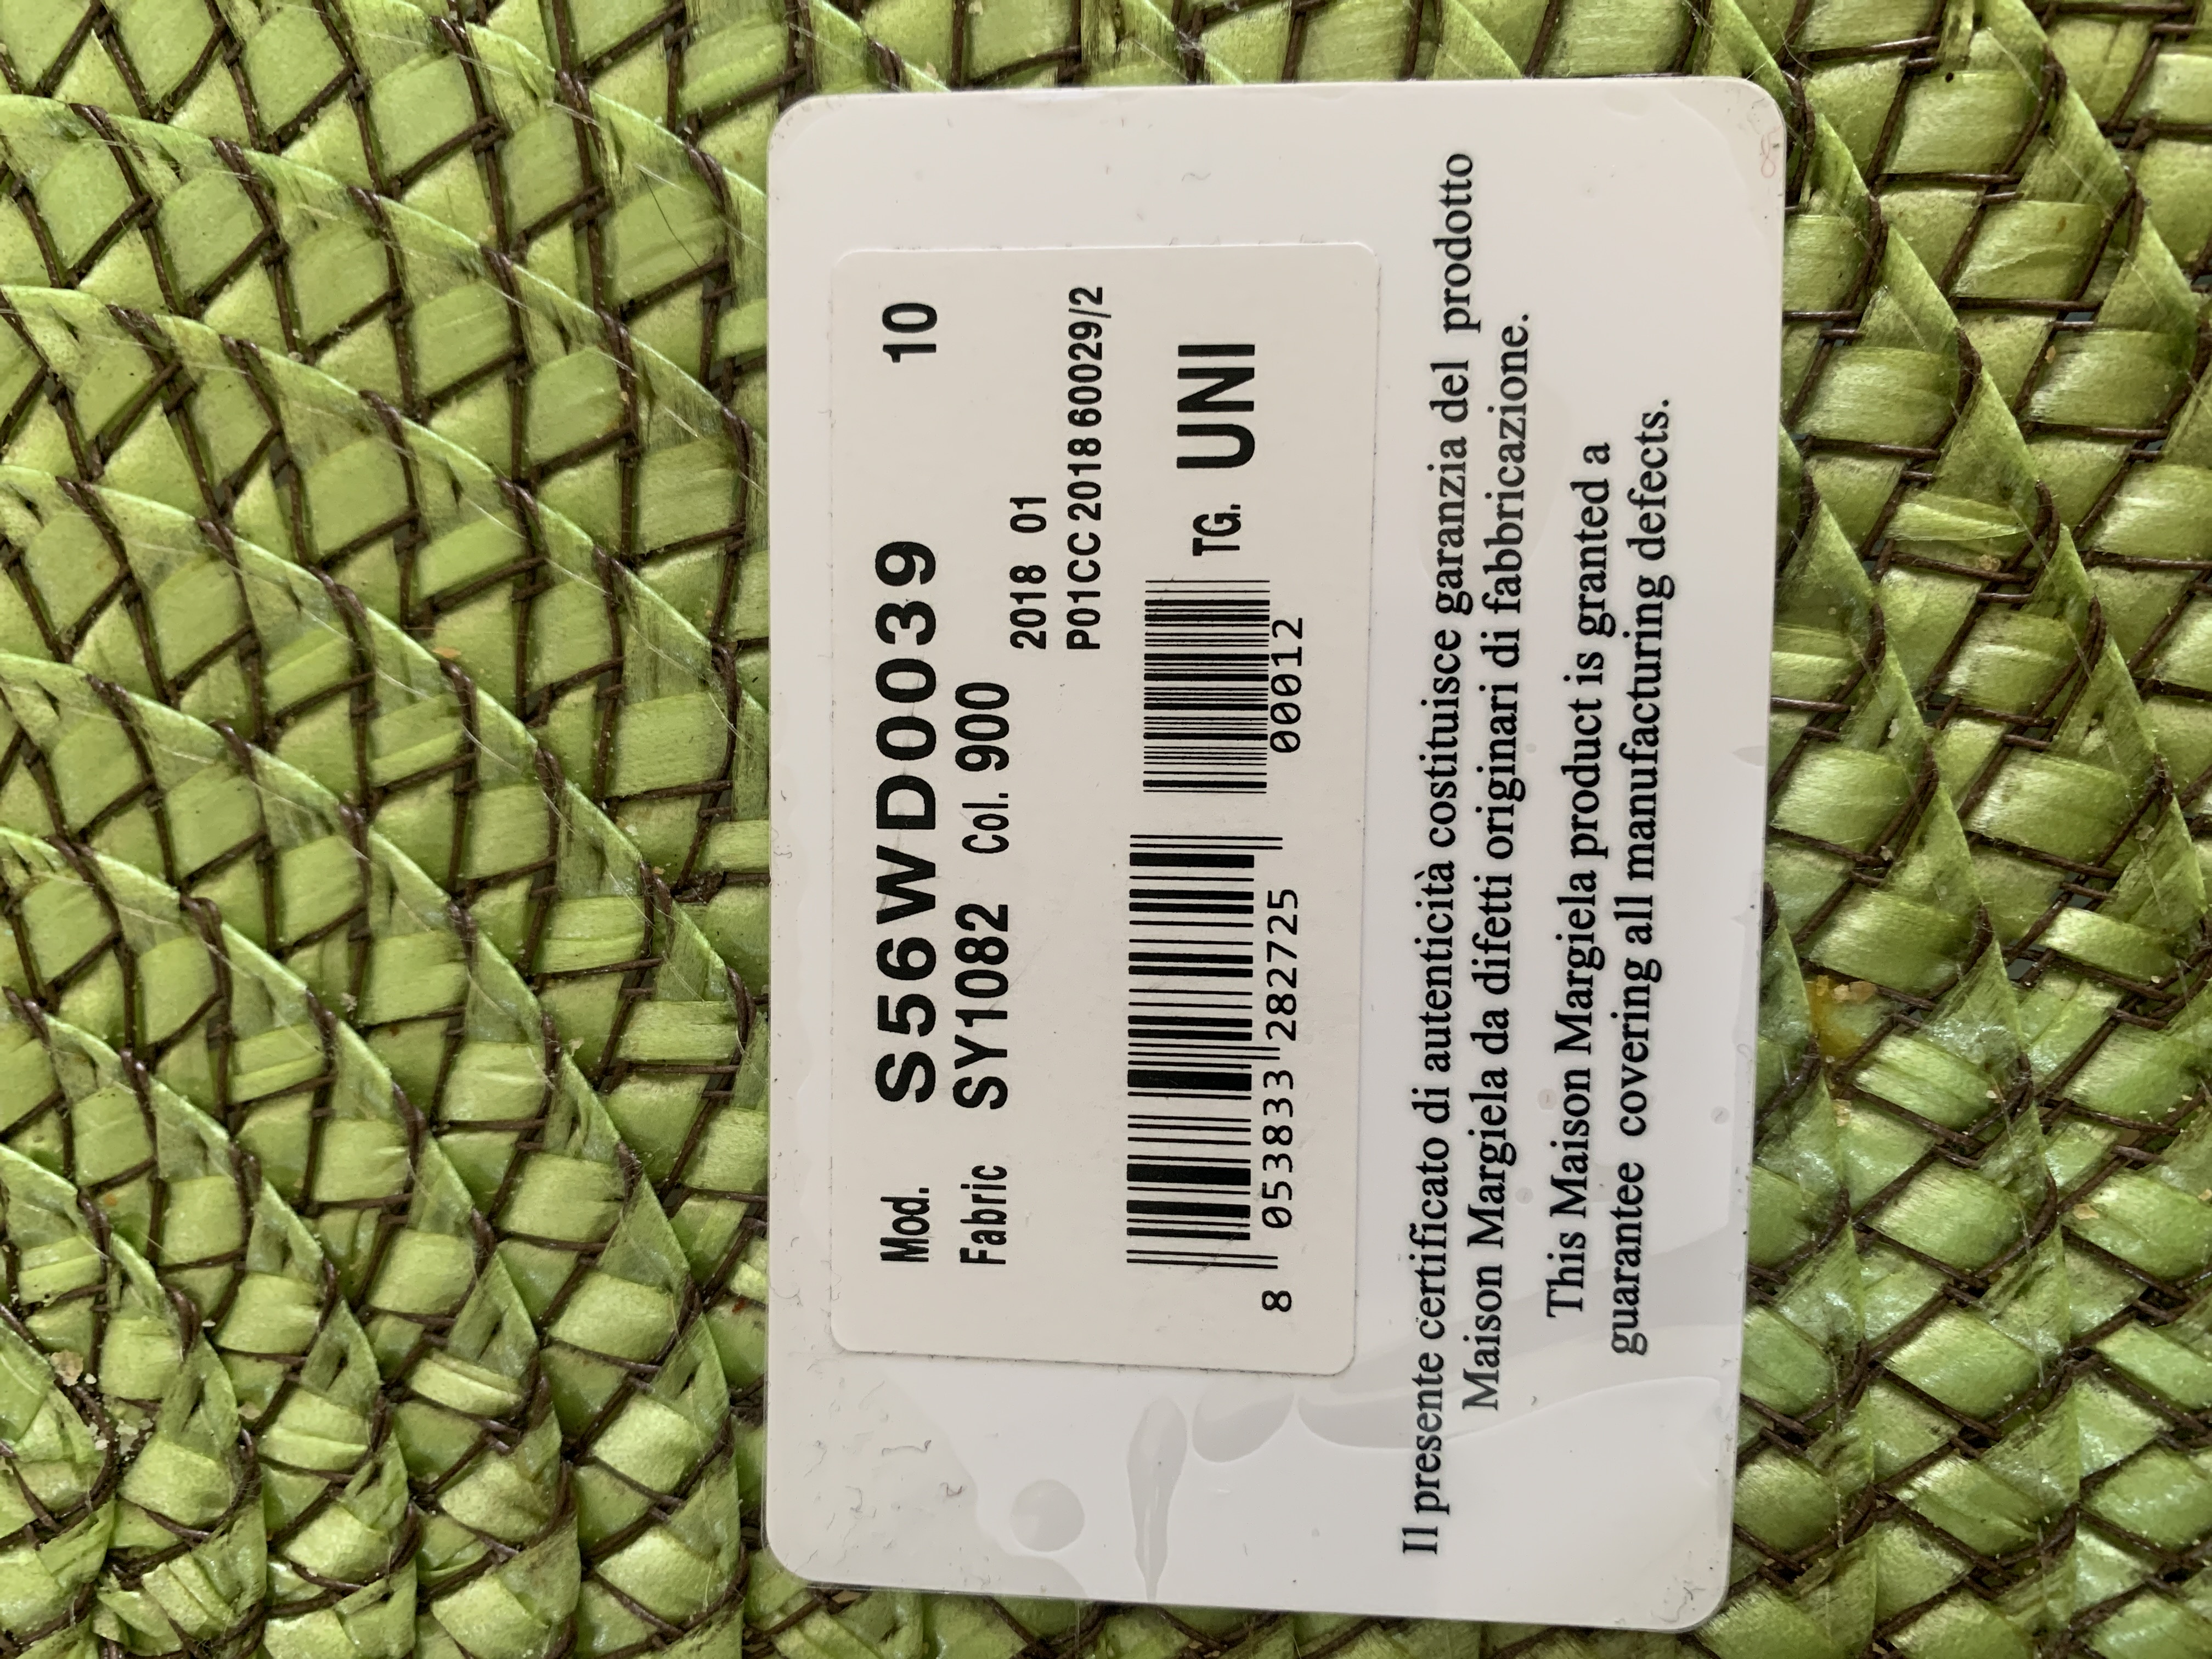 Mod. S56WD0039 10
Fabric SY1082 Col. 900
2018 01
P01CC 2018 60029/2
TG. UNI
8 053833 282725
00012
Il presente certificato di autenticità costituisce garanzia del prodotto
Maison Margiela da difetti originari di fabbricazione.
This Maison Margiela product is granted a
guarantee covering all manufacturing defects.